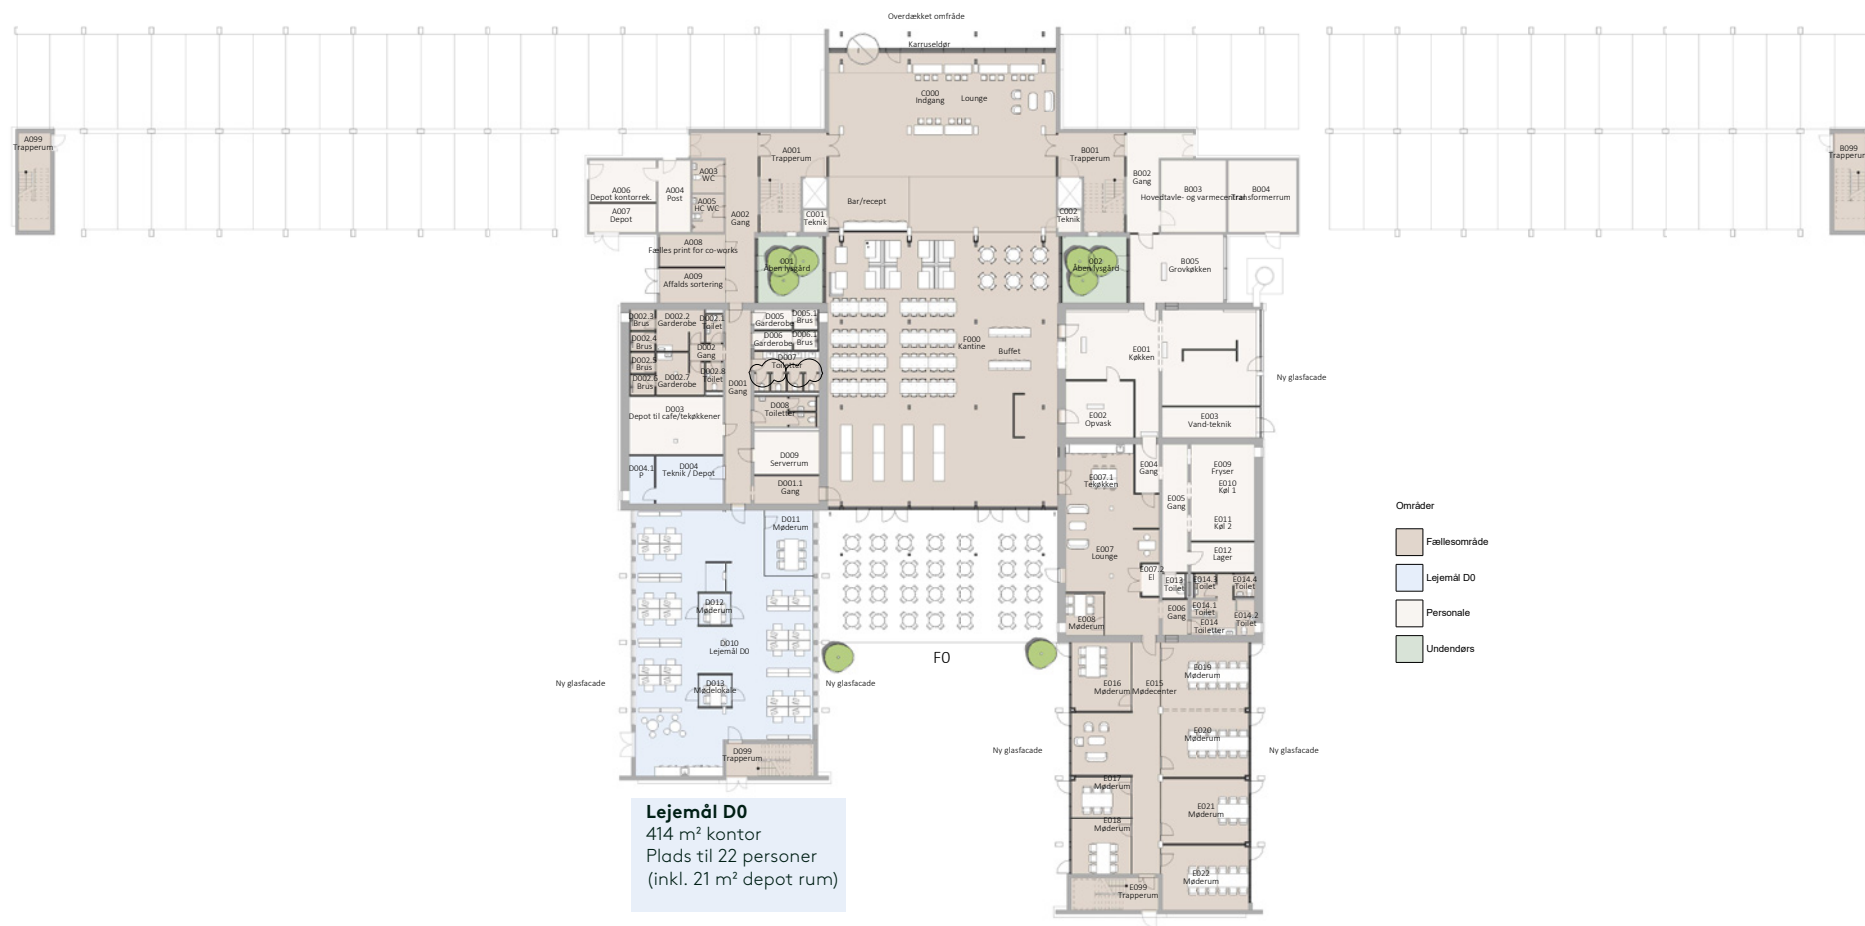 Overdækket område
Karruseldør
C000
Indgang
Lounge
A099
Trapperum
A001
Trapperum
B001
Trapperum
B099
Trapperum
A003
WC
A006
Depot kontorrek.
A004
Post
A005
HC WC
A007
Depot
A002
Gang
C001
Teknik
Bar/recept
C002
Teknik
B002
Gang
B003
Hovedtavle- og varmecentral
B004
Transformerrum
A008
Fælles print for co-works
A009
Affalds sortering
001
Åben lysgård
002
Åben lysgård
B005
Grovkøkken
D002.3
Brus
D002.2
Garderobe
D002.1
Toilet
D002.4
Brus
D002
Gang
D002.5
Brus
D002.6
Brus
D002.7
Garderobe
D002.8
Toilet
D005
Garderobe
D005.1
Brus
D006
Garderobe
D006.1
Brus
D007
Toiletter
D001
Gang
D008
Toiletter
D003
Depot til cafe/tekøkkener
D004.1
P
D004
Teknik / Depot
D009
Serverrum
D001.1
Gang
F000
Kantine
Buffet
E001
Køkken
E002
Opvask
E003
Vand-teknik
Ny glasfacade
E007.1
Tekøkken
E004
Gang
E005
Gang
E009
Fryser
E010
Køl 1
E011
Køl 2
E012
Lager
E007
Lounge
E007.2
El
E013
Toilet
E014.3
Toilet
E014.4
Toilet
E014.1
Toilet
E014.2
Toilet
E014
Toiletter
E006
Gang
E008
Møderum
D011
Møderum
D012
Møderum
D010
Lejemål D0
D013
Mødelokale
D099
Trapperum
Ny glasfacade
Ny glasfacade
F0
E016
Møderum
E015
Mødecenter
E019
Møderum
E020
Møderum
Ny glasfacade
Ny glasfacade
E017
Møderum
E018
Møderum
E021
Møderum
E022
Møderum
E099
Trapperum
Områder
Fællesområde
Lejemål D0
Personale
Undendørs
Lejemål D0
414 m² kontor
Plads til 22 personer
(inkl. 21 m² depot rum)